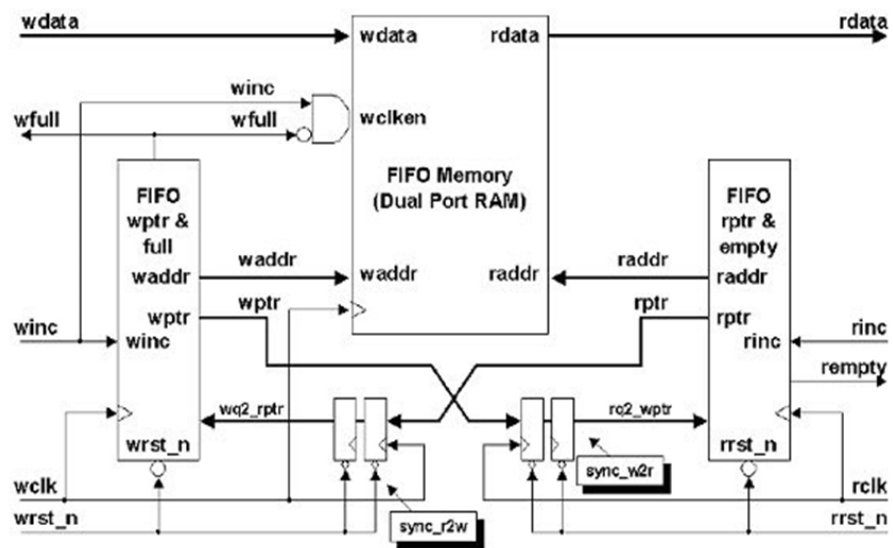 wdata
wdata
rdata
rdata
winc
wfull
wfull
wclken
FIFO Memory
(Dual Port RAM)
FIFO
wptr &
full
FIFO
rptr &
empty
waddr
waddr
waddr
raddr
raddr
raddr
wptr
wptr
rptr
rptr
winc
winc
rinc
rinc
rempty
wq2_rptr
rq2_wptr
wrst_n
rrst_n
sync_w2r
wclk
rclk
wrst_n
sync_r2w
rrst_n